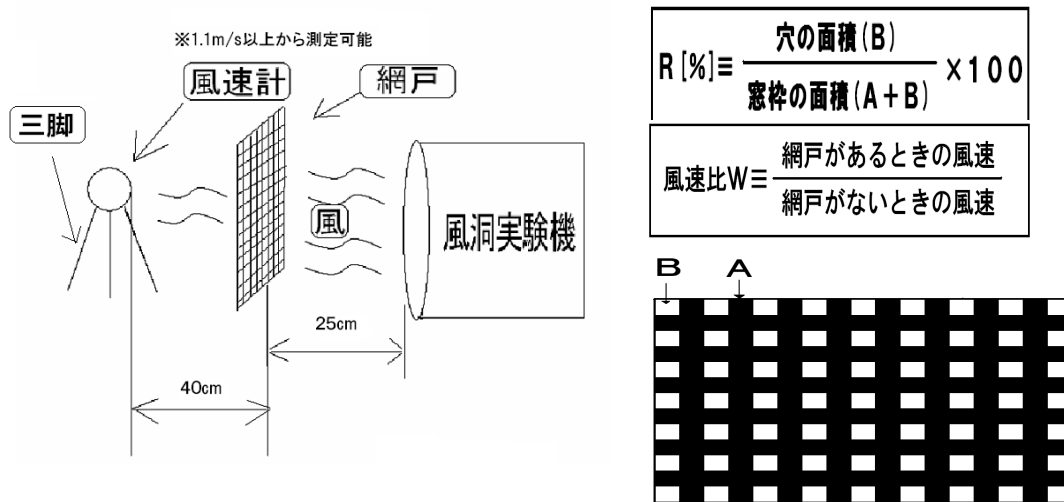 ※1.1m/s以上から測定可能
風速計
網戸
三脚
風
風洞実験機
25cm
40cm
R[%]≡ 穴の面積(B) / 窓枠の面積(A+B) ×100
風速比W≡ 網戸があるときの風速 / 網戸がないときの風速
B A